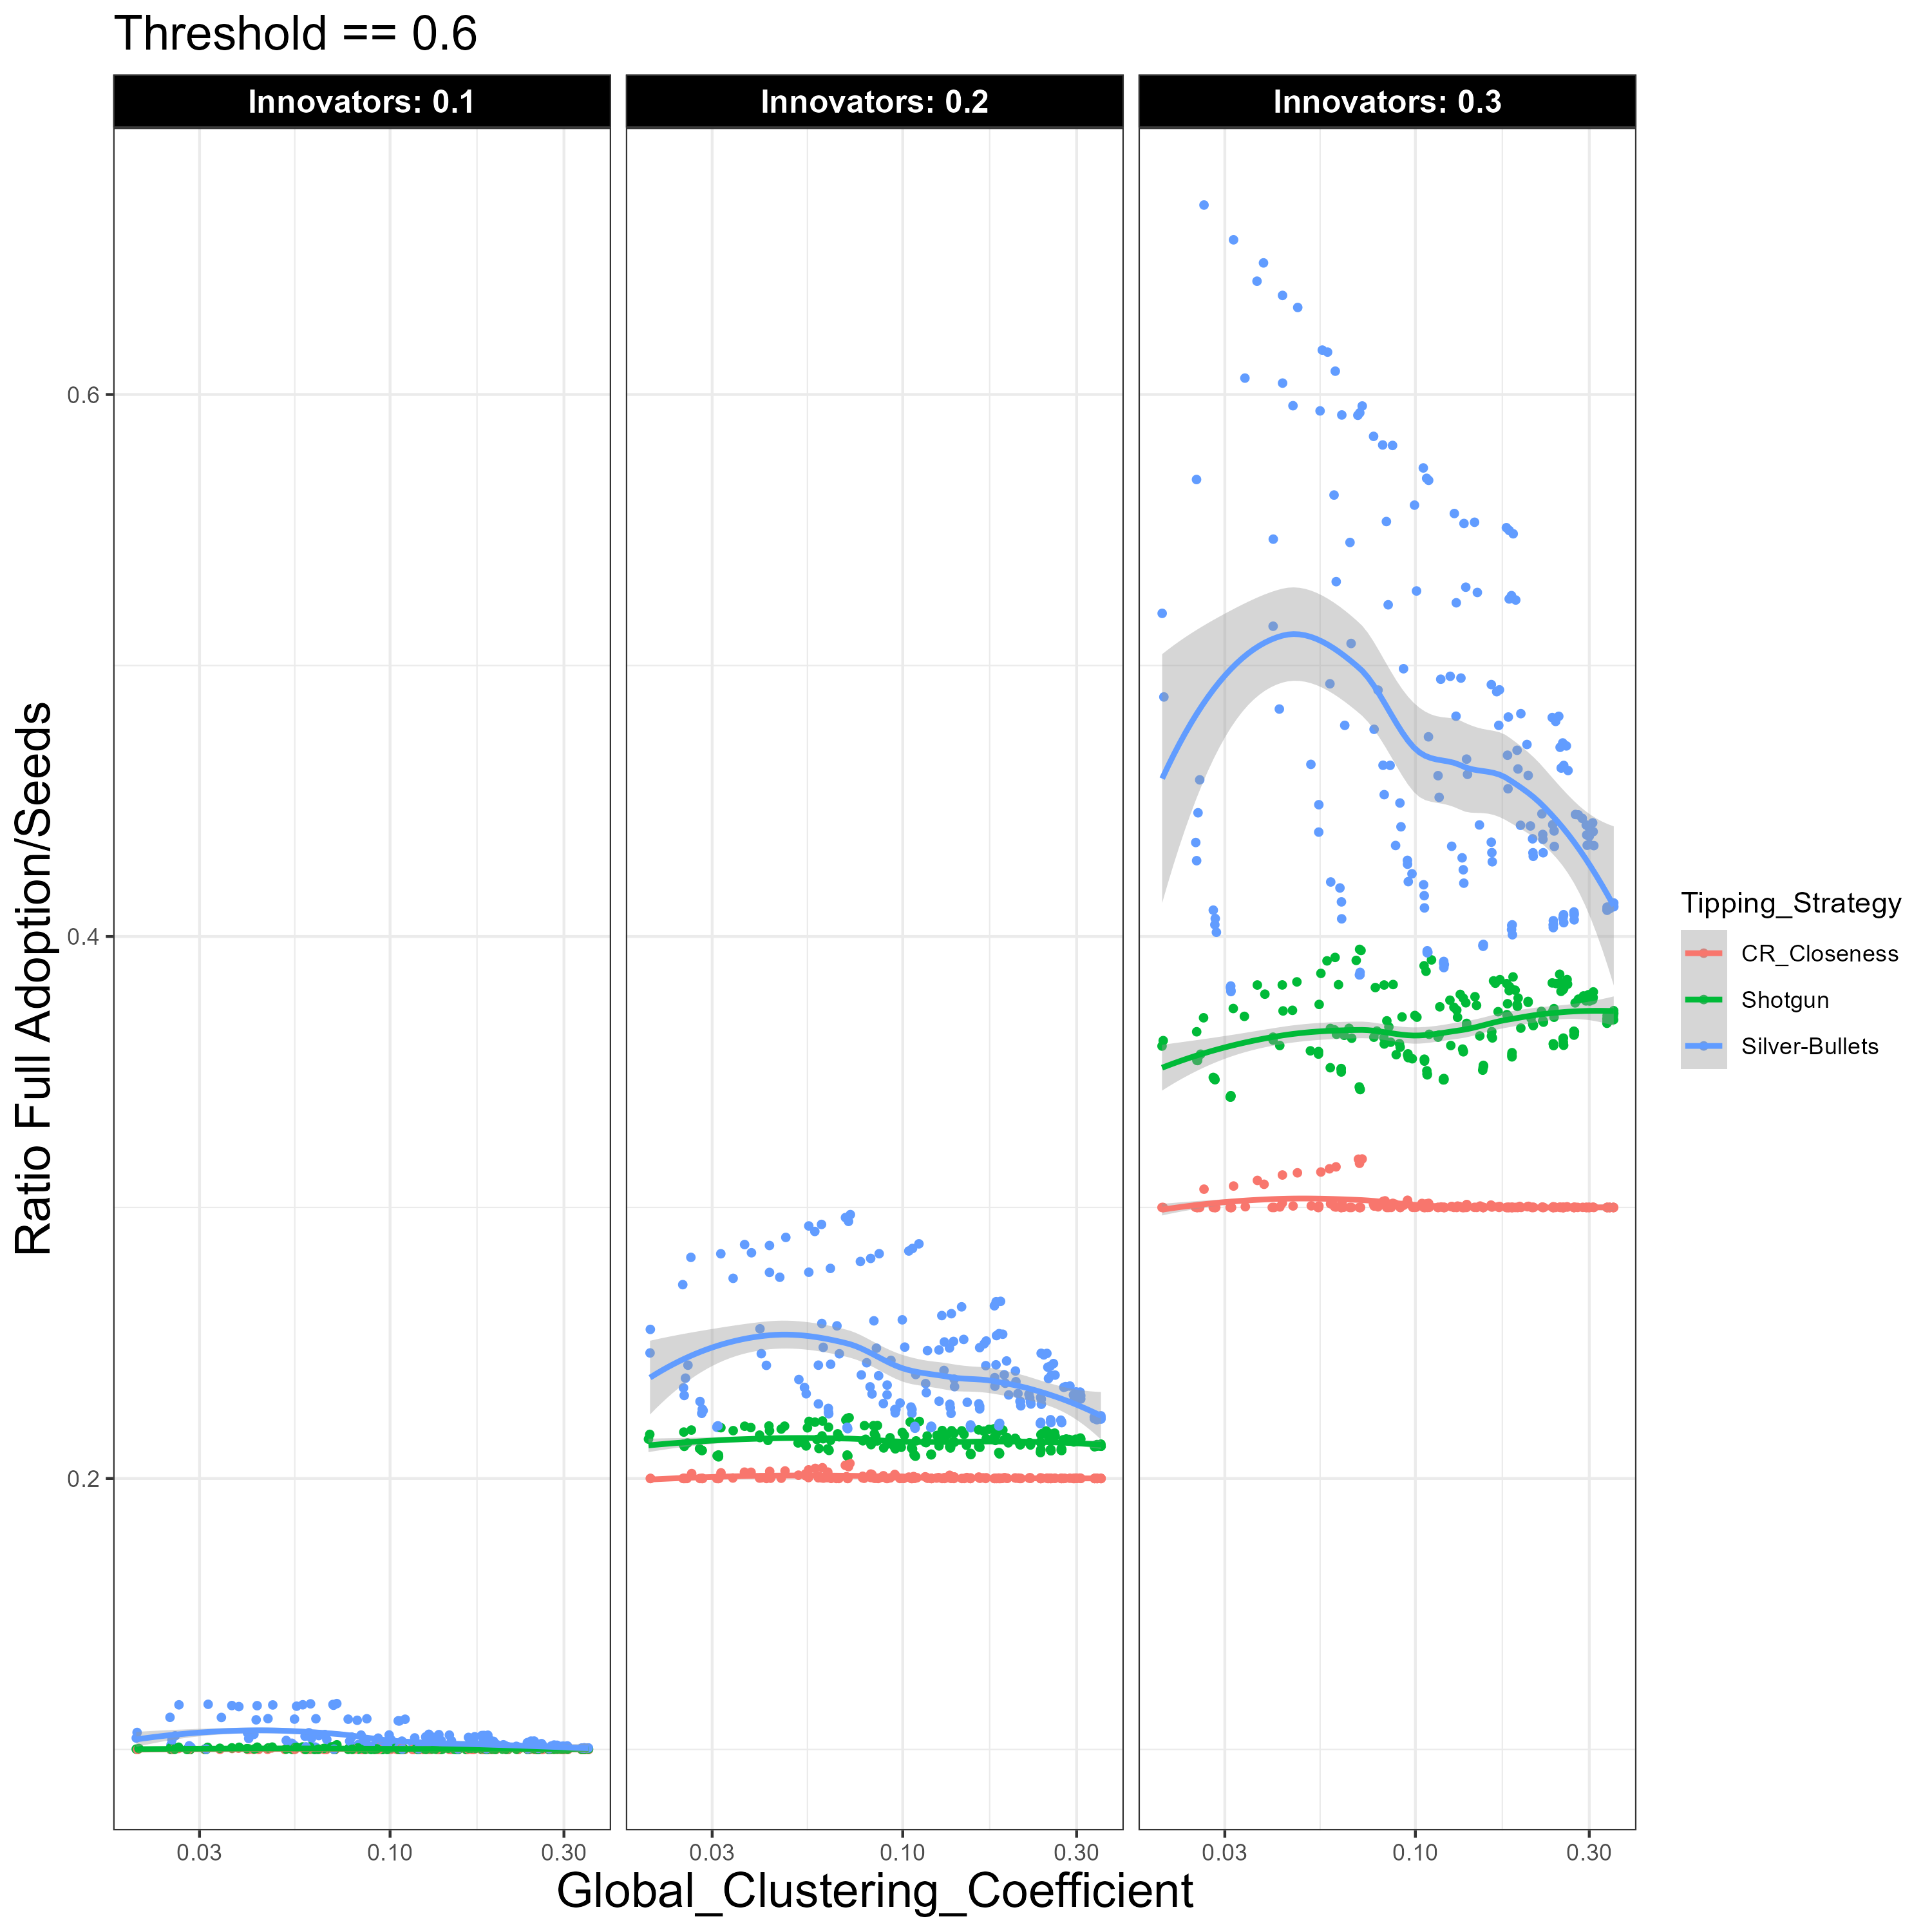 Threshold == 0.6
Innovators: 0.1
Innovators: 0.2
Innovators: 0.3
Ratio Full Adoption/Seeds
0.6
0.4
0.2
0.03
0.10
0.30
0.03
0.10
0.30
0.03
0.10
0.30
Global_Clustering_Coefficient
Tipping_Strategy
CR_Closeness
Shotgun
Silver-Bullets